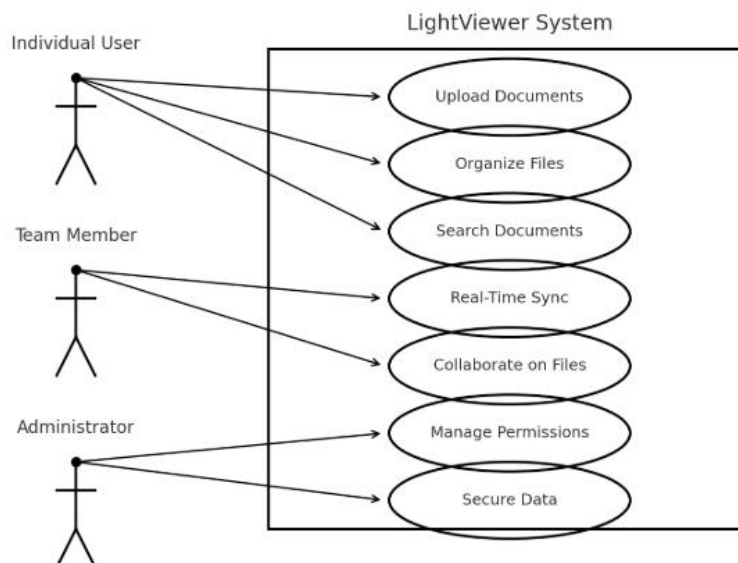 LightViewer System
Individual User
Upload Documents
Organize Files
Search Documents
Team Member
Real-Time Sync
Collaborate on Files
Administrator
Manage Permissions
Secure Data